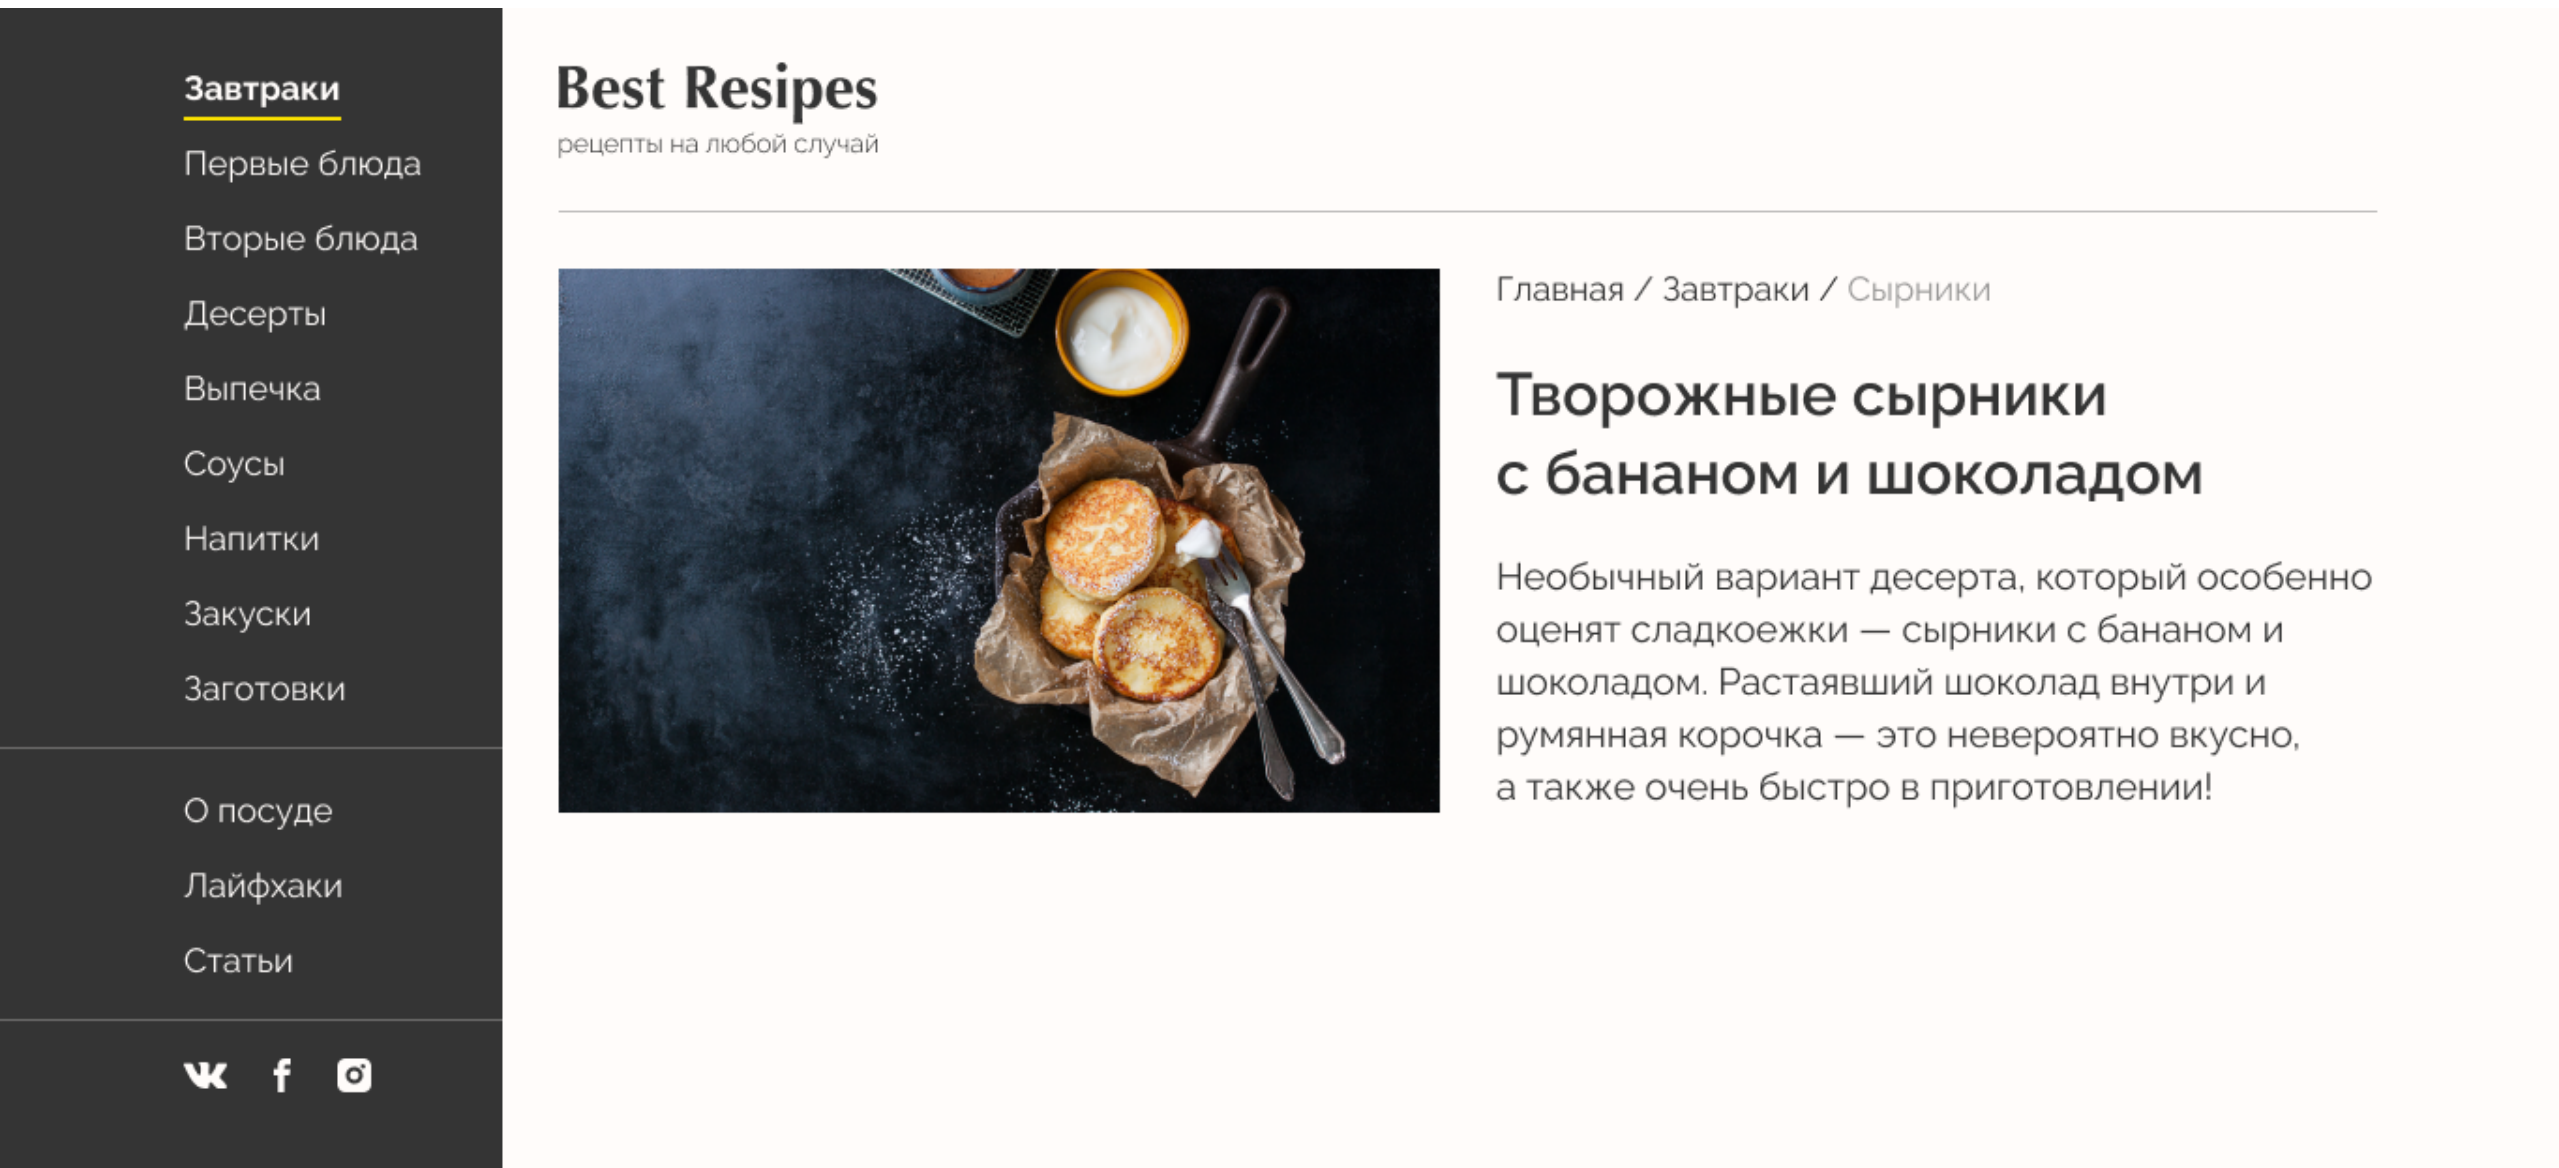 Завтраки
Первые блюда
Вторые блюда
Десерты
Выпечка
Соусы
Напитки
Закуски
Заготовки
О посуде
Лайфхаки
Статьи
Best Resipes
рецепты на любой случай
Главная / Завтраки / Сырники
Творожные сырники
с бананом и шоколадом
Необычный вариант десерта, который особенно
оценят сладкоежки — сырники с бананом и
шоколадом. Растаявший шоколад внутри и
румянная корочка — это невероятно вкусно,
а также очень быстро в приготовлении!